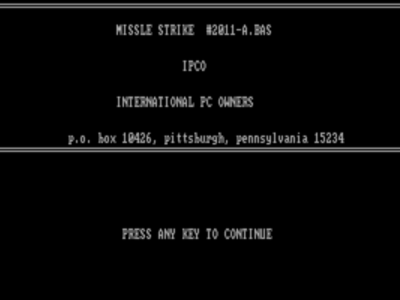 MISSLE STRIKE #2011-A.BAS
IPCO
INTERNATIONAL PC OWNERS
p.o. box 10426, pittsburgh, pennsylvania 15234
PRESS ANY KEY TO CONTINUE